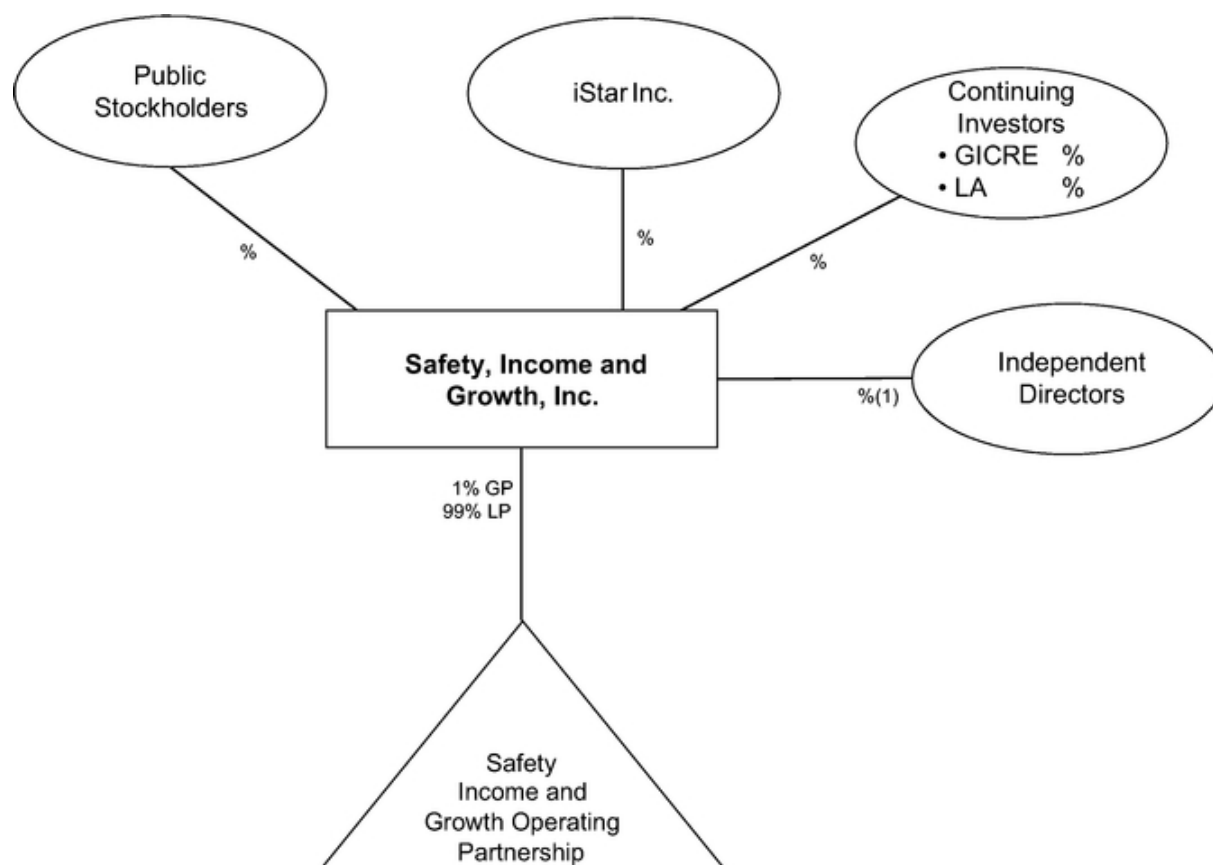 Public
Stockholders
iStar Inc.
Continuing
Investors
• GICRE %
• LA %
%
%
%
Safety, Income and
Growth, Inc.
Independent
Directors
%(1)
1% GP
99% LP
Safety
Income and
Growth Operating
Partnership